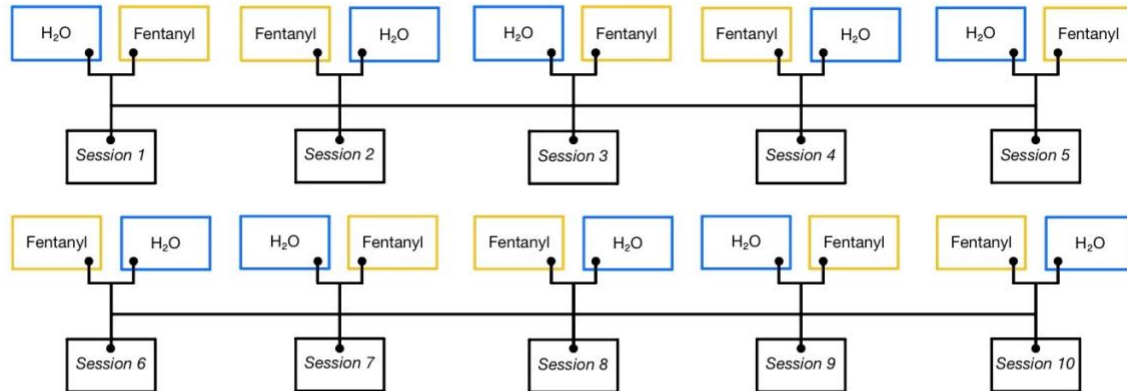 H₂O Fentanyl Fentanyl H₂O H₂O Fentanyl Fentanyl H₂O H₂O Fentanyl
Session 1 Session 2 Session 3 Session 4 Session 5
Fentanyl H₂O H₂O Fentanyl Fentanyl H₂O H₂O Fentanyl Fentanyl H₂O
Session 6 Session 7 Session 8 Session 9 Session 10